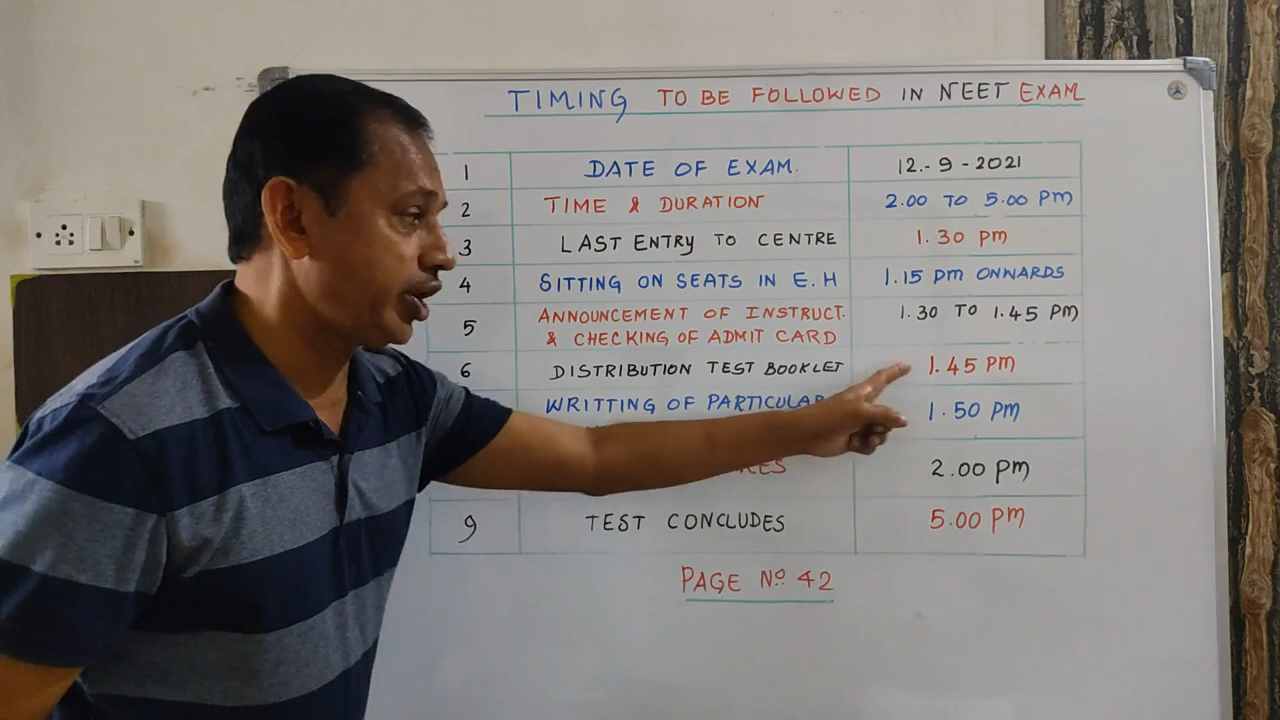 TIMING TO BE FOLLOWED IN NEET EXAM
1 DATE OF EXAM. 12.-9-2021
2 TIME & DURATION 2.00 TO 5.00 PM
3 LAST ENTRY TO CENTRE 1.30 PM
4 SITTING ON SEATS IN E.H 1.15 PM ONWARDS
5 ANNOUNCEMENT OF INSTRUCT. 1.30 TO 1.45 PM
& CHECKING OF ADMIT CARD
6 DISTRIBUTION TEST BOOKLET 1.45 PM
WRITTING OF PARTICULAR 1.50 PM
2.00 PM
9 TEST CONCLUDES 5.00 PM
PAGE No. 42